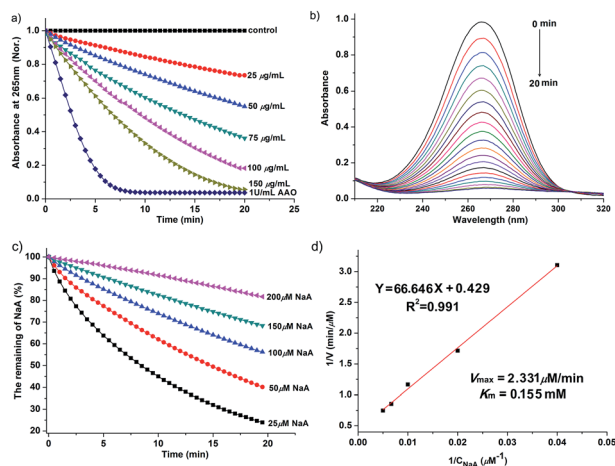 a)
Absorbance at 265nm (Nor.)
1.0
0.8
0.6
0.4
0.2
0.0
control
25 µg/mL
50 µg/mL
75 µg/mL
100 µg/mL
150 µg/mL
1U/mL AAO
0 5 10 15 20 25
Time (min)
b)
Absorbance
1.0
0.8
0.6
0.4
0.2
0.0
0 min
20 min
220 240 260 280 300 320
Wavelength (nm)
c)
The remaining of NaA (%)
100
90
80
70
60
50
40
30
20
200µM NaA
150µM NaA
100µM NaA
50µM NaA
25µM NaA
0 5 10 15 20
Time (min)
d)
1/V (min/µM)
3.0
2.5
2.0
1.5
1.0
0.5
0.0
Y=66.646X+0.429
R²=0.991
Vmax = 2.331µM/min
Km = 0.155 mM
0.00 0.01 0.02 0.03 0.04
1/CNaA (µM⁻¹)